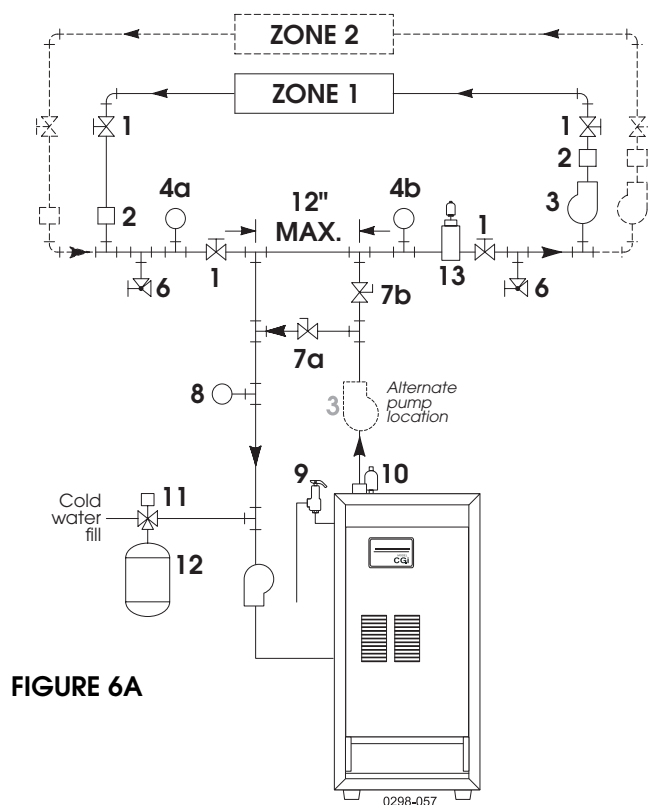 ZONE 2
ZONE 1
1
1
2
2
4a
12"
MAX.
4b
3
1
1
6
13
6
7b
7a
8
3
Alternate
pump
location
9
10
Cold
water
fill
11
12
CGi
FIGURE 6A
0298-057